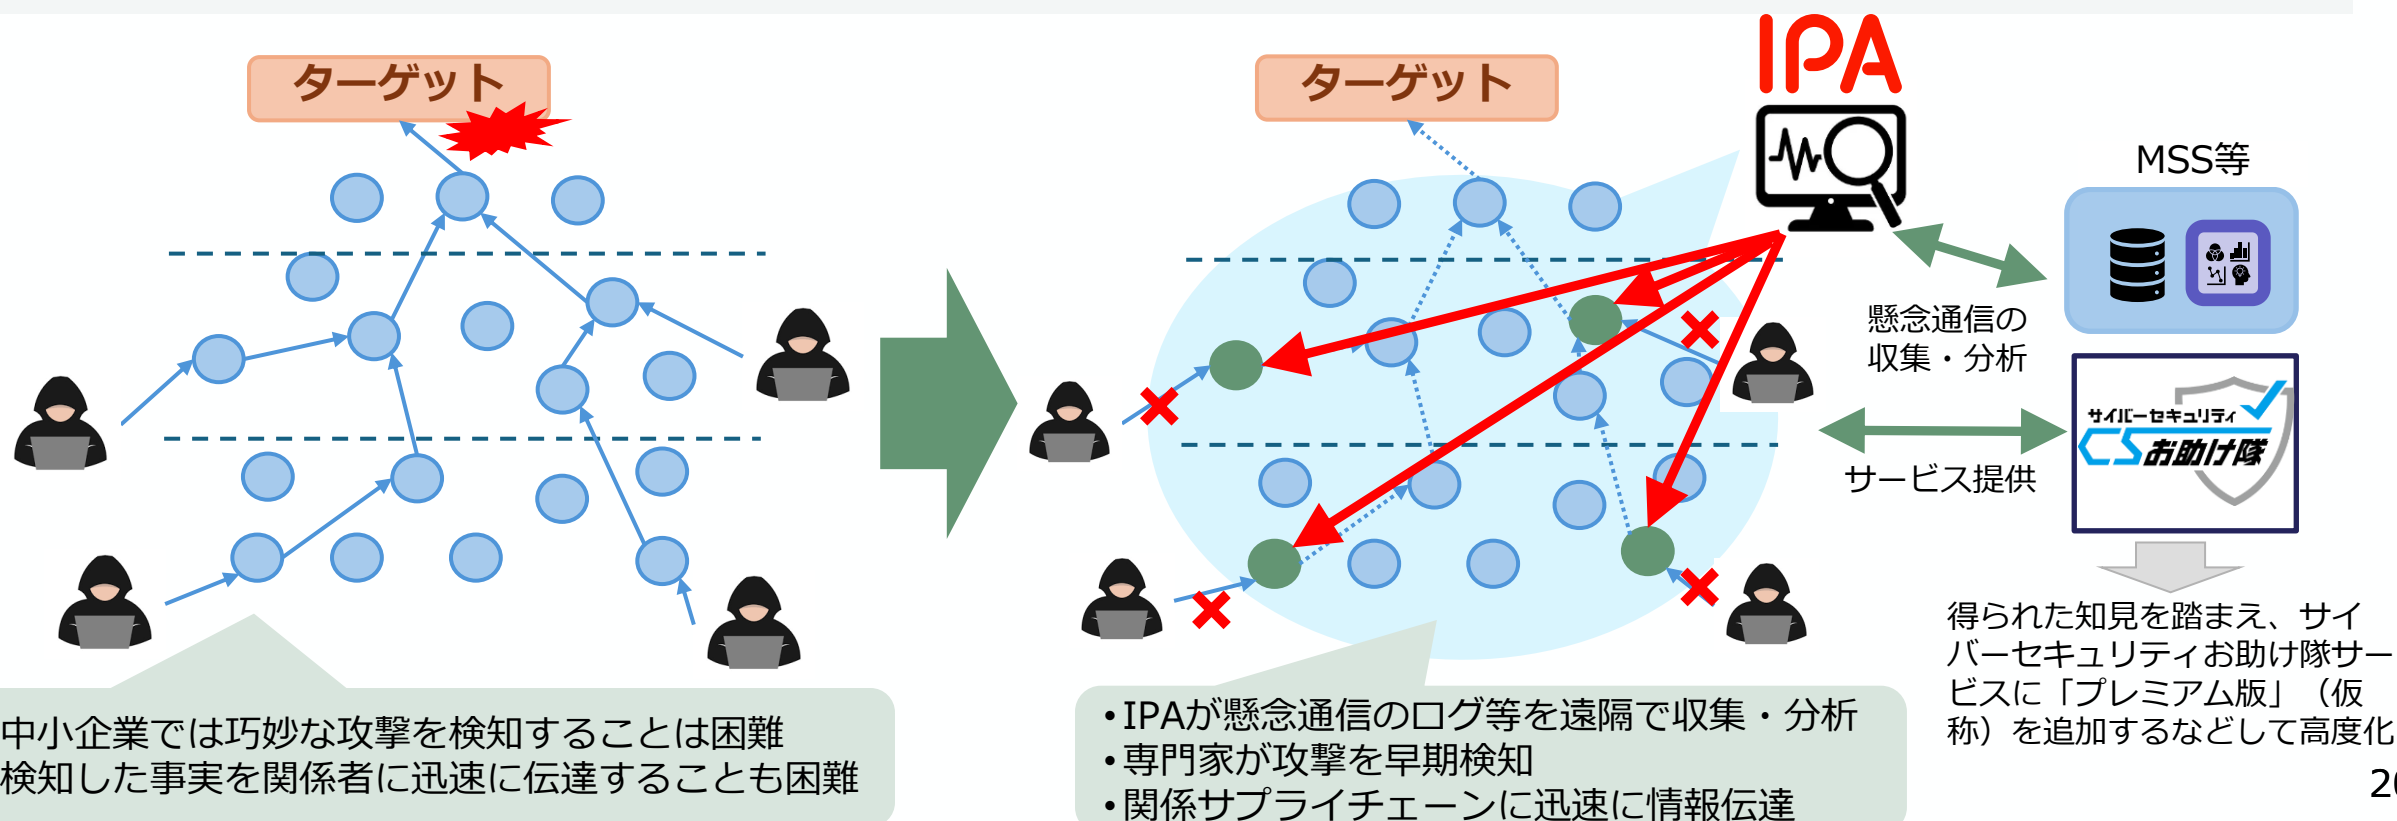 ターゲット
中小企業では巧妙な攻撃を検知することは困難
検知した事実を関係者に迅速に伝達することも困難
ターゲット
IPA
MSS等
懸念通信の
収集・分析
サービス提供
サイバーセキュリティ
CSお助け隊
得られた知見を踏まえ、サイ
バーセキュリティお助け隊サー
ビスに「プレミアム版」（仮
称）を追加するなどして高度化
•IPAが懸念通信のログ等を遠隔で収集・分析
•専門家が攻撃を早期検知
•関係サプライチェーンに迅速に情報伝達